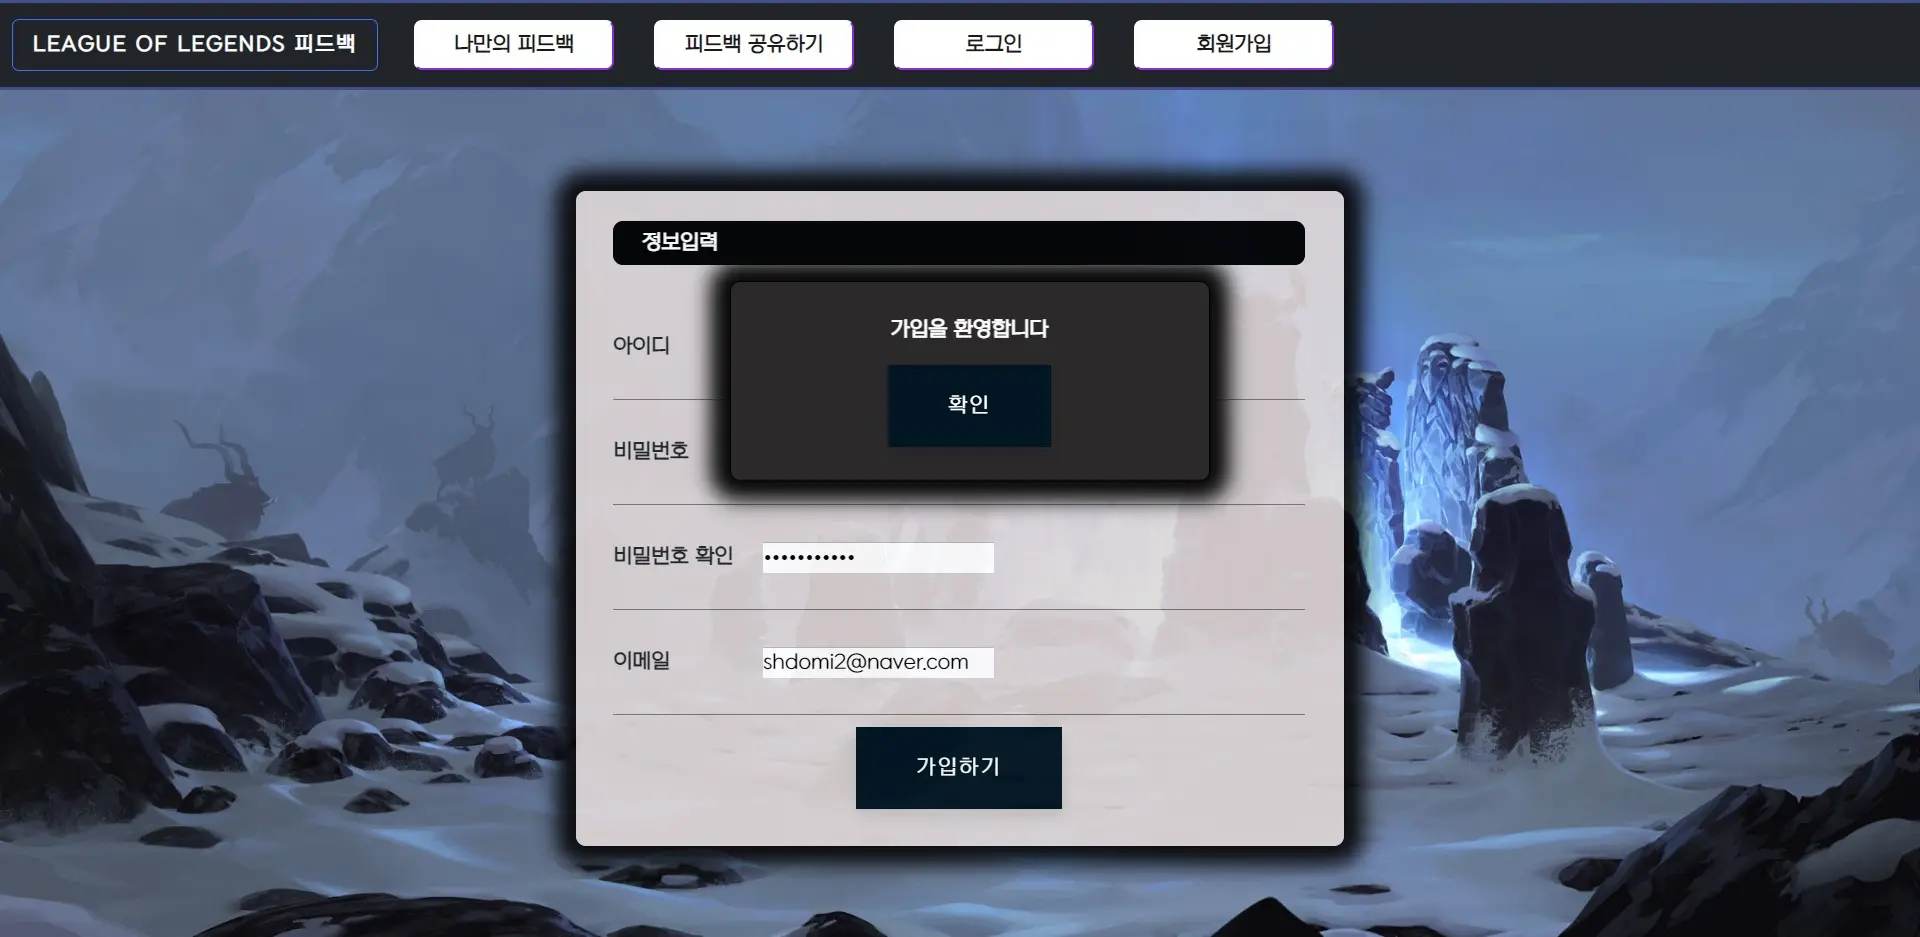 LEAGUE OF LEGENDS 피드백
나만의 피드백
피드백 공유하기
로그인
회원가입
정보입력
가입을 환영합니다
확인
아이디
비밀번호
비밀번호 확인 •••••••••••
이메일 shdomi2@naver.com
가입하기